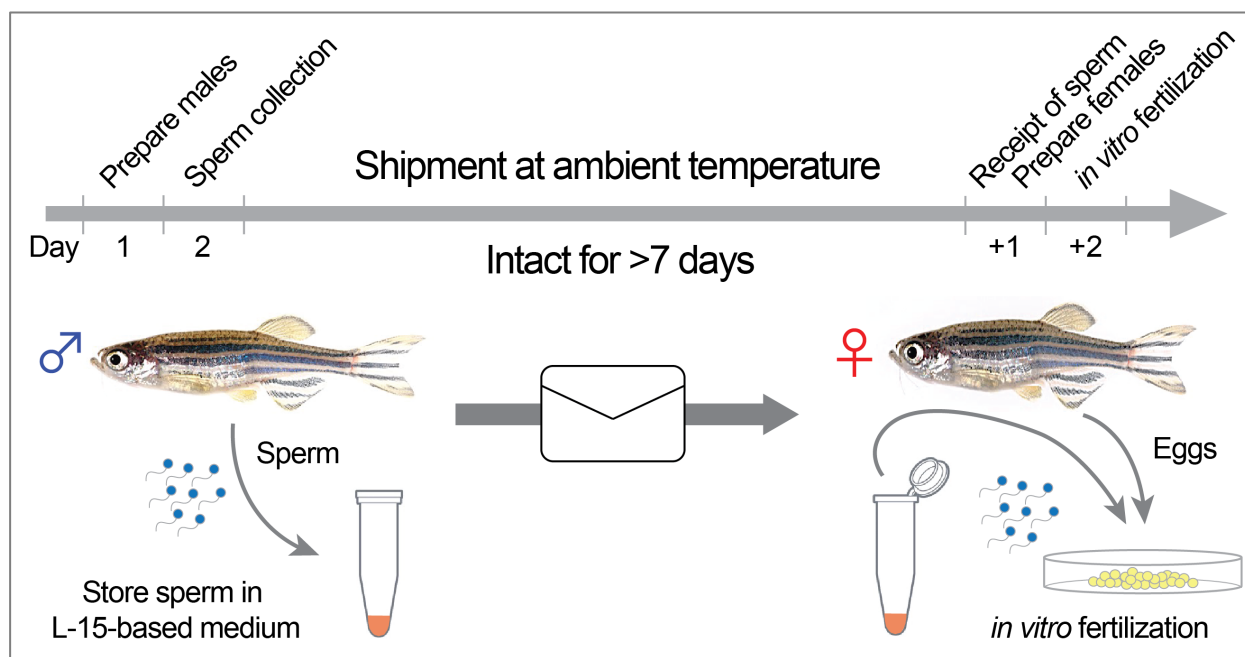 Prepare males
Sperm collection
Shipment at ambient temperature
Receipt of sperm
Prepare females
in vitro fertilization
Day 1 2 +1 +2
Intact for >7 days
♂
♀
Sperm
Eggs
Store sperm in
L-15-based medium
in vitro fertilization